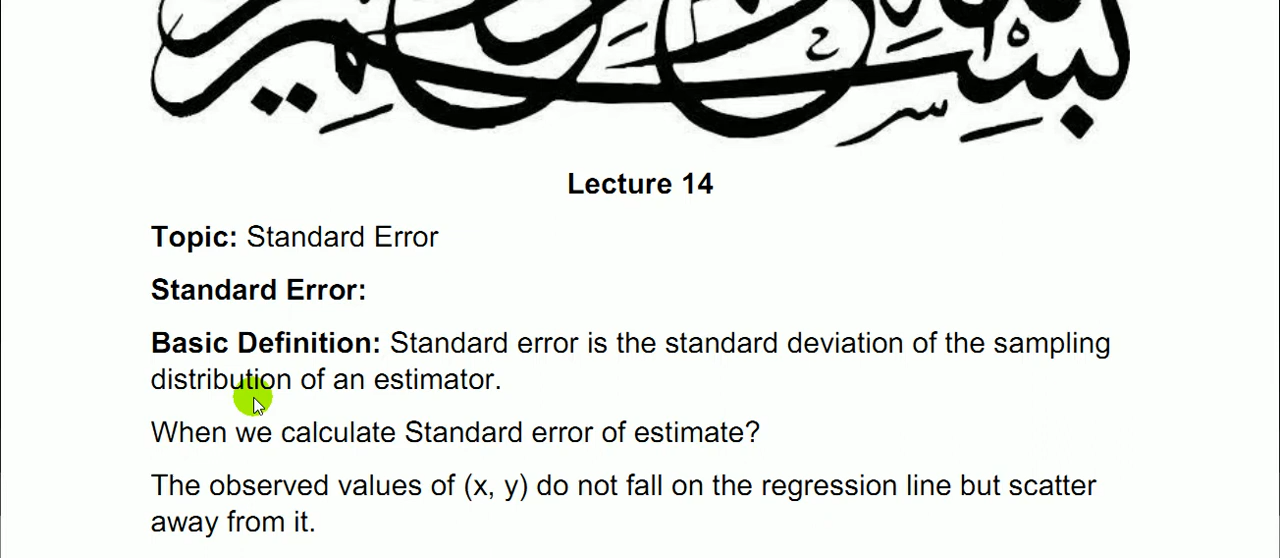 Lecture 14
Topic: Standard Error
Standard Error:
Basic Definition: Standard error is the standard deviation of the sampling
distribution of an estimator.
When we calculate Standard error of estimate?
The observed values of (x, y) do not fall on the regression line but scatter
away from it.